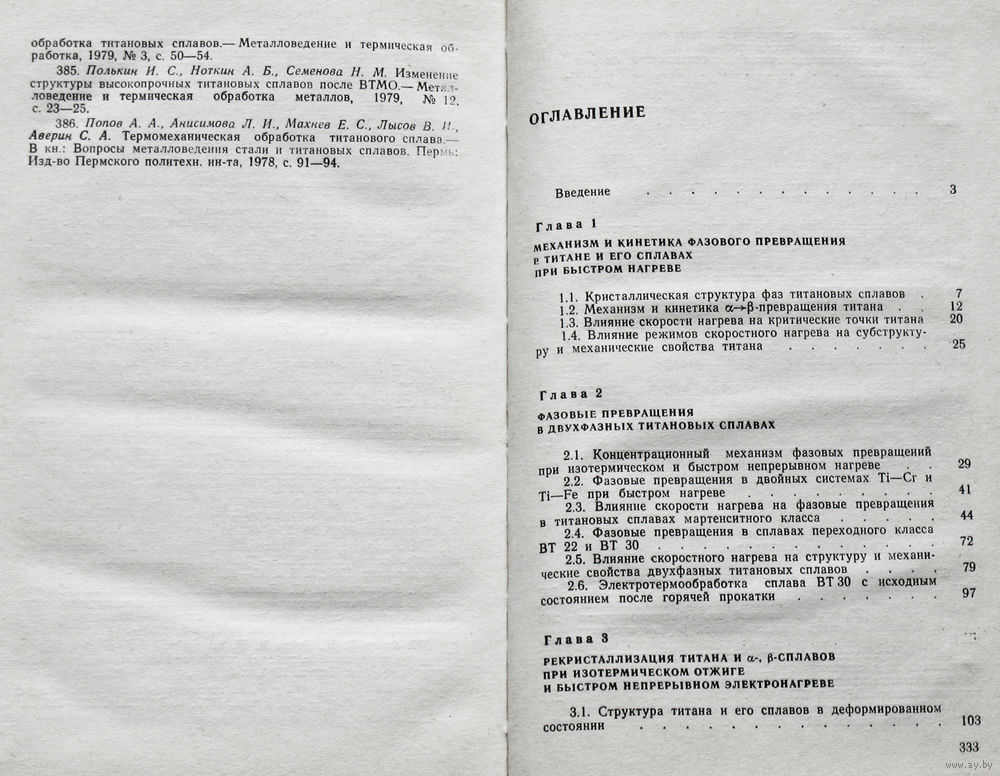 обработка титановых сплавов.— Металловедение и термическая об-
работка, 1979, № 3, с. 50—54.
385. Полькин И. С., Ноткин А. Б., Семенова Н. М. Изменение
структуры высокопрочных титановых сплавов после ВТМО.— Метал-
ловедение и термическая обработка металлов, 1979, № 12,
с. 23—25.
386. Попов А. А., Анисимова Л. И., Махнев Е. С., Лысов В. И.,
Аверин С. А. Термомеханическая обработка титанового сплава.—
В кн.: Вопросы металловедения стали и титановых сплавов. Пермь:
Изд-во Пермского политехн. ин-та, 1978, с. 91—94.
ОГЛАВЛЕНИЕ
Введение . . . . . . . . . . . . . 3
Глава 1
МЕХАНИЗМ И КИНЕТИКА ФАЗОВОГО ПРЕВРАЩЕНИЯ
В ТИТАНЕ И ЕГО СПЛАВАХ
ПРИ БЫСТРОМ НАГРЕВЕ
1.1. Кристаллическая структура фаз титановых сплавов . 7
1.2. Механизм и кинетика α→β-превращения титана . . 12
1.3. Влияние скорости нагрева на критические точки титана 20
1.4. Влияние режимов скоростного нагрева на субструкту-
ру и механические свойства титана . . . . . . . 25
Глава 2
ФАЗОВЫЕ ПРЕВРАЩЕНИЯ
В ДВУХФАЗНЫХ ТИТАНОВЫХ СПЛАВАХ
2.1. Концентрационный механизм фазовых превращений
при изотермическом и быстром непрерывном нагреве . . 29
2.2. Фазовые превращения в двойных системах Ti—Cr и
Ti—Fe при быстром нагреве . . . . . . . . . 41
2.3. Влияние скорости нагрева на фазовые превращения
в титановых сплавах мартенситного класса . . . . . 44
2.4. Фазовые превращения в сплавах переходного класса
ВТ 22 и ВТ 30 . . . . . . . . . . . . . 72
2.5. Влияние скоростного нагрева на структуру и механи-
ческие свойства двухфазных титановых сплавов . . . . 79
2.6. Электротермообработка сплава ВТ 30 с исходным
состоянием после горячей прокатки . . . . . . . 97
Глава 3
РЕКРИСТАЛЛИЗАЦИЯ ТИТАНА И α-, β-СПЛАВОВ
ПРИ ИЗОТЕРМИЧЕСКОМ ОТЖИГЕ
И БЫСТРОМ НЕПРЕРЫВНОМ ЭЛЕКТРОНАГРЕВЕ
3.1. Структура титана и его сплавов в деформированном
состоянии . . . . . . . . . . . . . . 103
333
www.ay.by